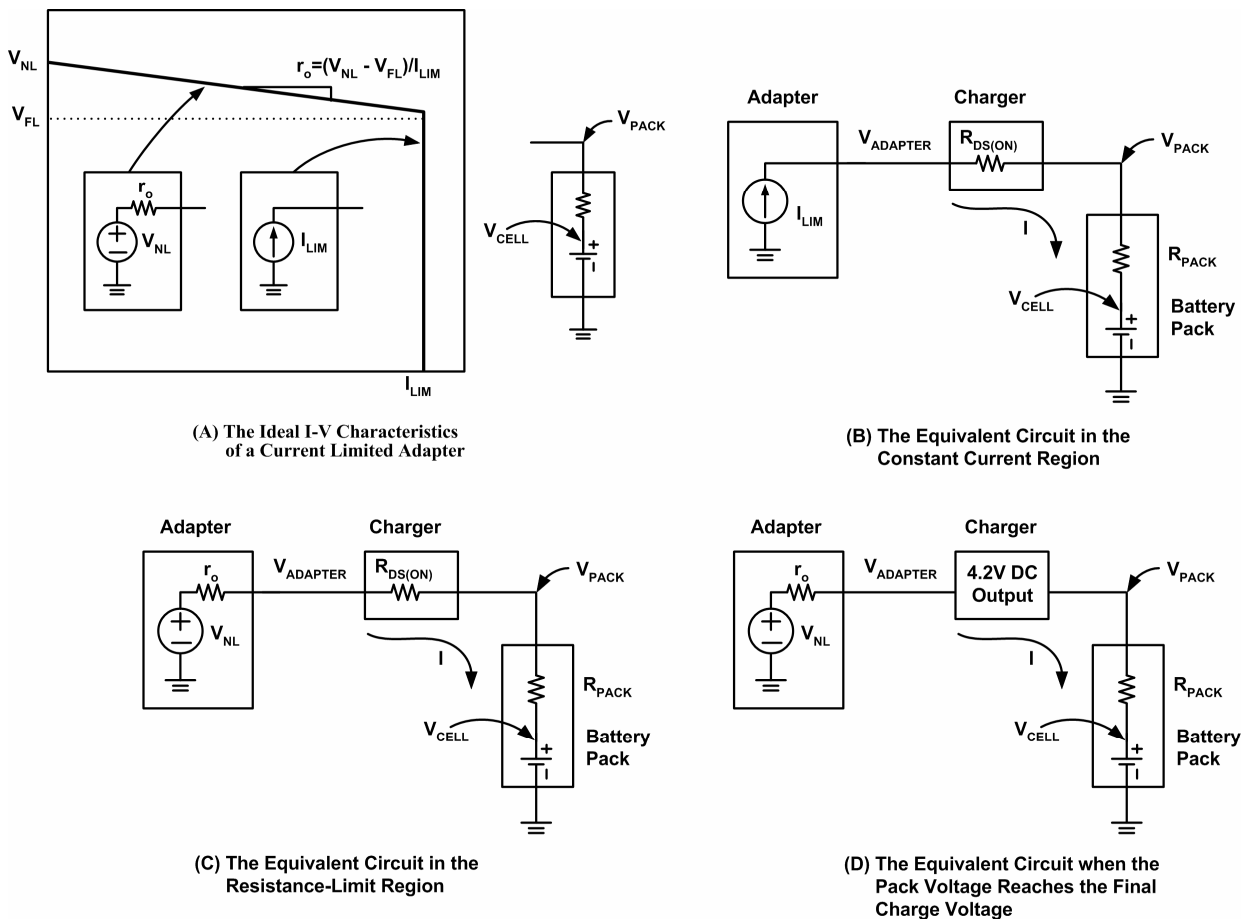 V_NL
r_o=(V_NL - V_FL)/I_LIM
V_FL
r_o
+
−
V_NL
I_LIM
I_LIM
V_PACK
V_CELL
+
−
(A) The Ideal I-V Characteristics
of a Current Limited Adapter
Adapter
Charger
V_ADAPTER
R_DS(ON)
V_PACK
I_LIM
I
R_PACK
V_CELL
+
−
Battery
Pack
(B) The Equivalent Circuit in the
Constant Current Region
Adapter
Charger
r_o
V_ADAPTER
R_DS(ON)
V_PACK
+
−
V_NL
I
R_PACK
V_CELL
+
−
Battery
Pack
(C) The Equivalent Circuit in the
Resistance-Limit Region
Adapter
Charger
r_o
V_ADAPTER
4.2V DC
Output
V_PACK
+
−
V_NL
I
R_PACK
V_CELL
+
−
Battery
Pack
(D) The Equivalent Circuit when the
Pack Voltage Reaches the Final
Charge Voltage